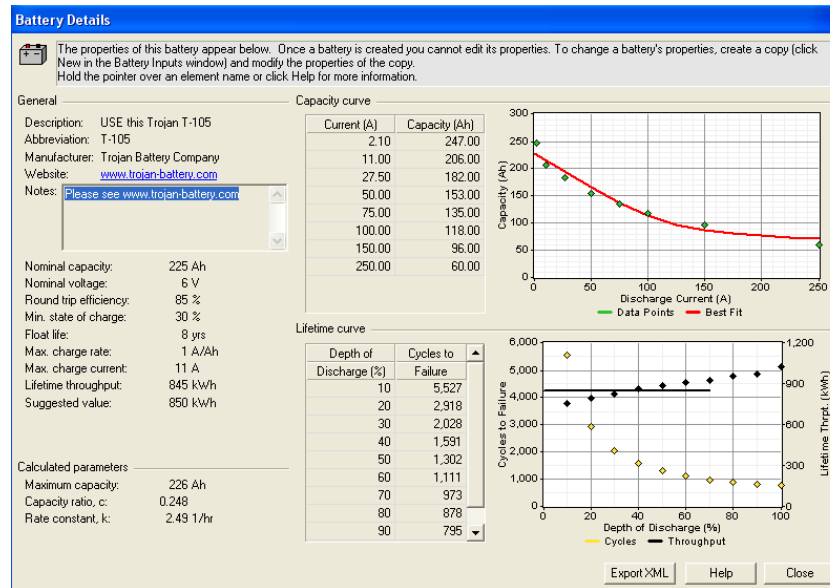 Battery Details
The properties of this battery appear below. Once a battery is created you cannot edit its properties. To change a battery's properties, create a copy (click
New in the Battery Inputs window) and modify the properties of the copy.
Hold the pointer over an element name or click Help for more information.
General
Description: USE this Trojan T-105
Abbreviation: T-105
Manufacturer: Trojan Battery Company
Website: www.trojan-battery.com
Notes: Please see www.trojan-battery.com
Nominal capacity: 225 Ah
Nominal voltage: 6 V
Round trip efficiency: 85 %
Min. state of charge: 30 %
Float life: 8 yrs
Max. charge rate: 1 A/Ah
Max. charge current: 11 A
Lifetime throughput: 845 kWh
Suggested value: 850 kWh
Calculated parameters
Maximum capacity: 226 Ah
Capacity ratio, c: 0.248
Rate constant, k: 2.49 1/hr
Capacity curve
Current (A) Capacity (Ah)
2.10 247.00
11.00 206.00
27.50 182.00
50.00 153.00
75.00 135.00
100.00 118.00
150.00 96.00
250.00 60.00
300
250
200
150
100
50
0
Capacity (Ah)
0 50 100 150 200 250
Discharge Current (A)
Data Points Best Fit
Lifetime curve
Depth of Cycles to
Discharge (%) Failure
10 5,527
20 2,918
30 2,028
40 1,591
50 1,302
60 1,111
70 973
80 878
90 795
6,000
5,000
4,000
3,000
2,000
1,000
0
Cycles to Failure
1,200
900
600
300
0
Lifetime Thrpt. (kWh)
0 20 40 60 80 100
Depth of Discharge (%)
Cycles Throughput
Export XML Help Close